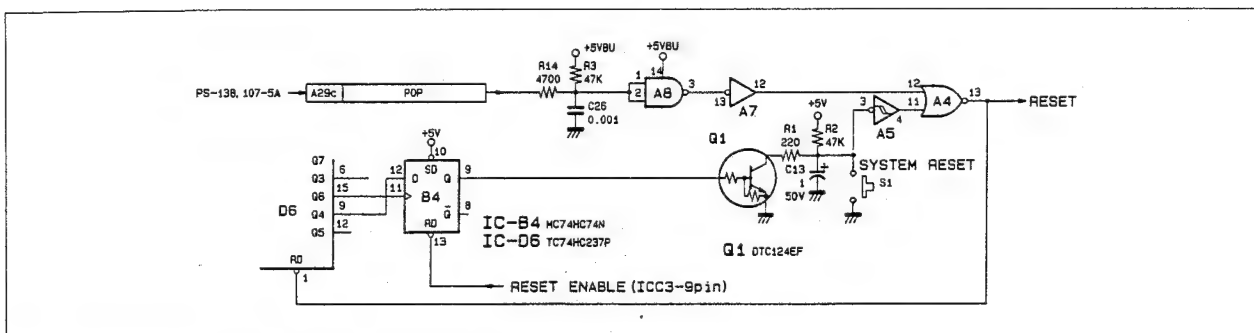 +5VBU
+5VBU
R14
4700
R3
47K
14
1
2
A8
3
PS-138, 107-5A
A29c
POP
C26
0.001
13
A7
12
12
11
A4
13
RESET
3
A5
4
+5V
R1
220
R2
47K
Q1
C13
1
50V
SYSTEM RESET
S1
+5V
10
Q7
Q3
6
12
D
SD
Q
9
Q6
15
11
B4
D6
Q4
9
Q
8
Q5
12
RD
13
IC-B4 MC74HC74N
IC-D6 TC74HC237P
Q1 DTC124EF
RD
1
RESET ENABLE (ICC3-9pin)